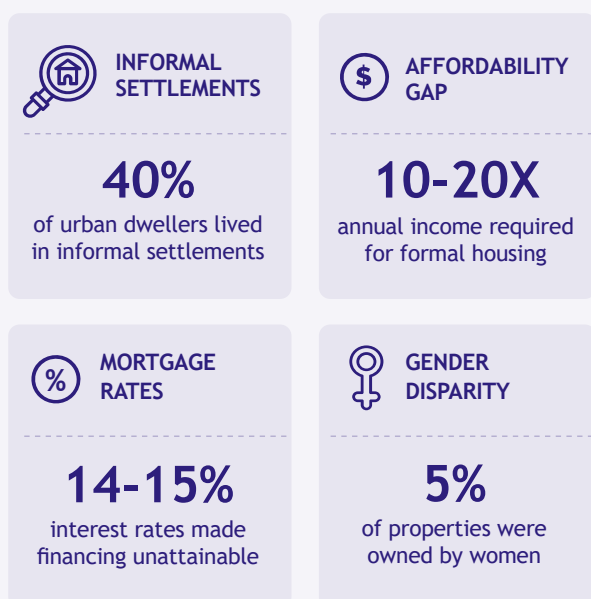 INFORMAL
SETTLEMENTS
40%
of urban dwellers lived
in informal settlements
$
AFFORDABILITY
GAP
10-20X
annual income required
for formal housing
%
MORTGAGE
RATES
14-15%
interest rates made
financing unattainable
GENDER
DISPARITY
5%
of properties were
owned by women